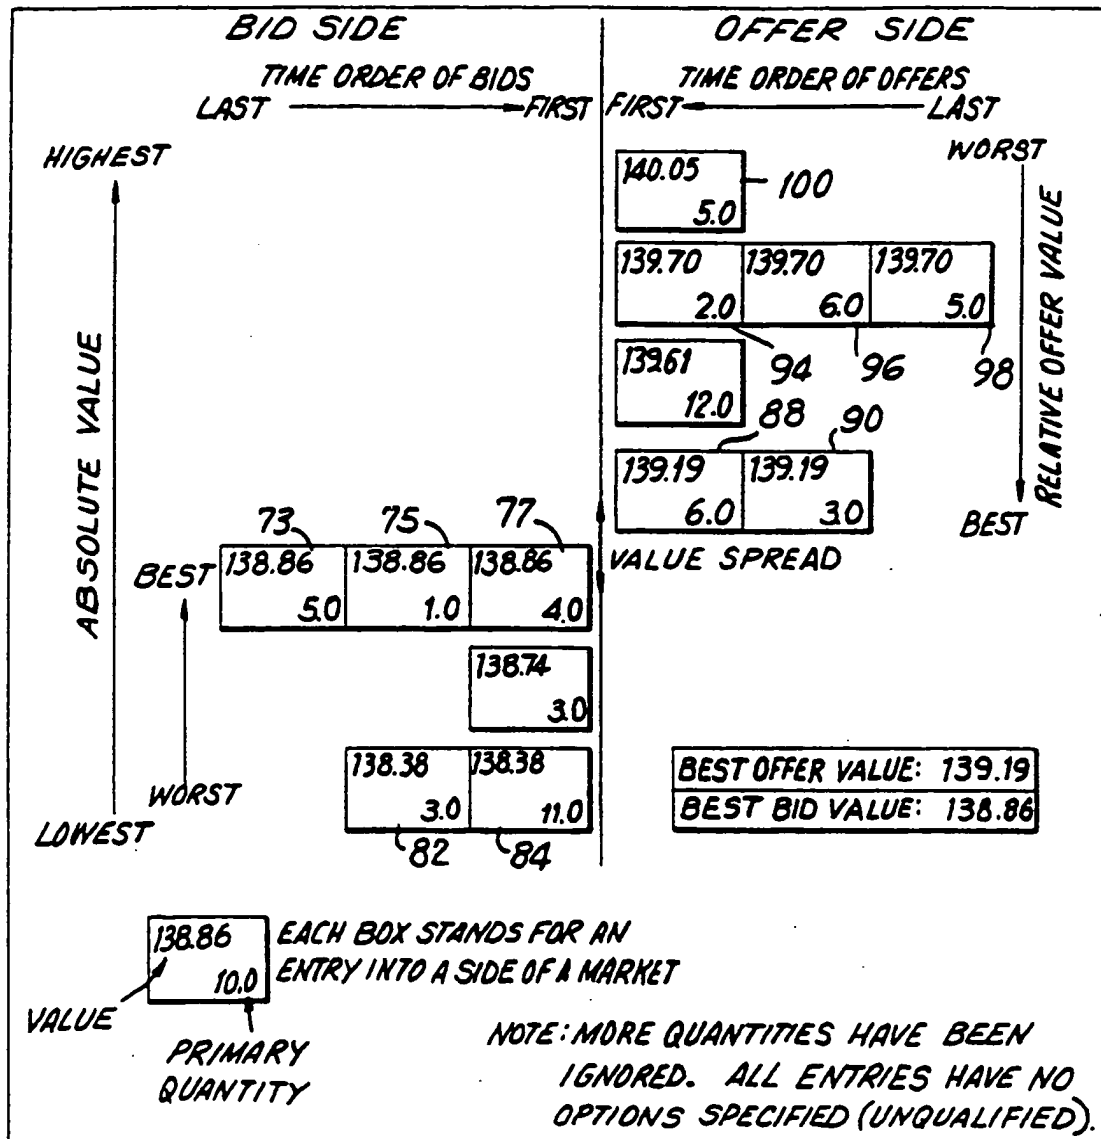 BID SIDE
OFFER SIDE
TIME ORDER OF BIDS
TIME ORDER OF OFFERS
LAST FIRST
FIRST LAST
HIGHEST
WORST
140.05
5.0
100
139.70 139.70 139.70
2.0 6.0 5.0
94 96 98
139.61
12.0
88 90
139.19 139.19
6.0 3.0
RELATIVE OFFER VALUE
BEST
ABSOLUTE VALUE
73 75 77
VALUE SPREAD
BEST
138.86 138.86 138.86
5.0 1.0 4.0
138.74
3.0
138.38 138.38
3.0 11.0
WORST
82 84
LOWEST
BEST OFFER VALUE: 139.19
BEST BID VALUE: 138.86
138.86
10.0
EACH BOX STANDS FOR AN
ENTRY INTO A SIDE OF A MARKET
VALUE
PRIMARY
QUANTITY
NOTE: MORE QUANTITIES HAVE BEEN
IGNORED. ALL ENTRIES HAVE NO
OPTIONS SPECIFIED (UNQUALIFIED).